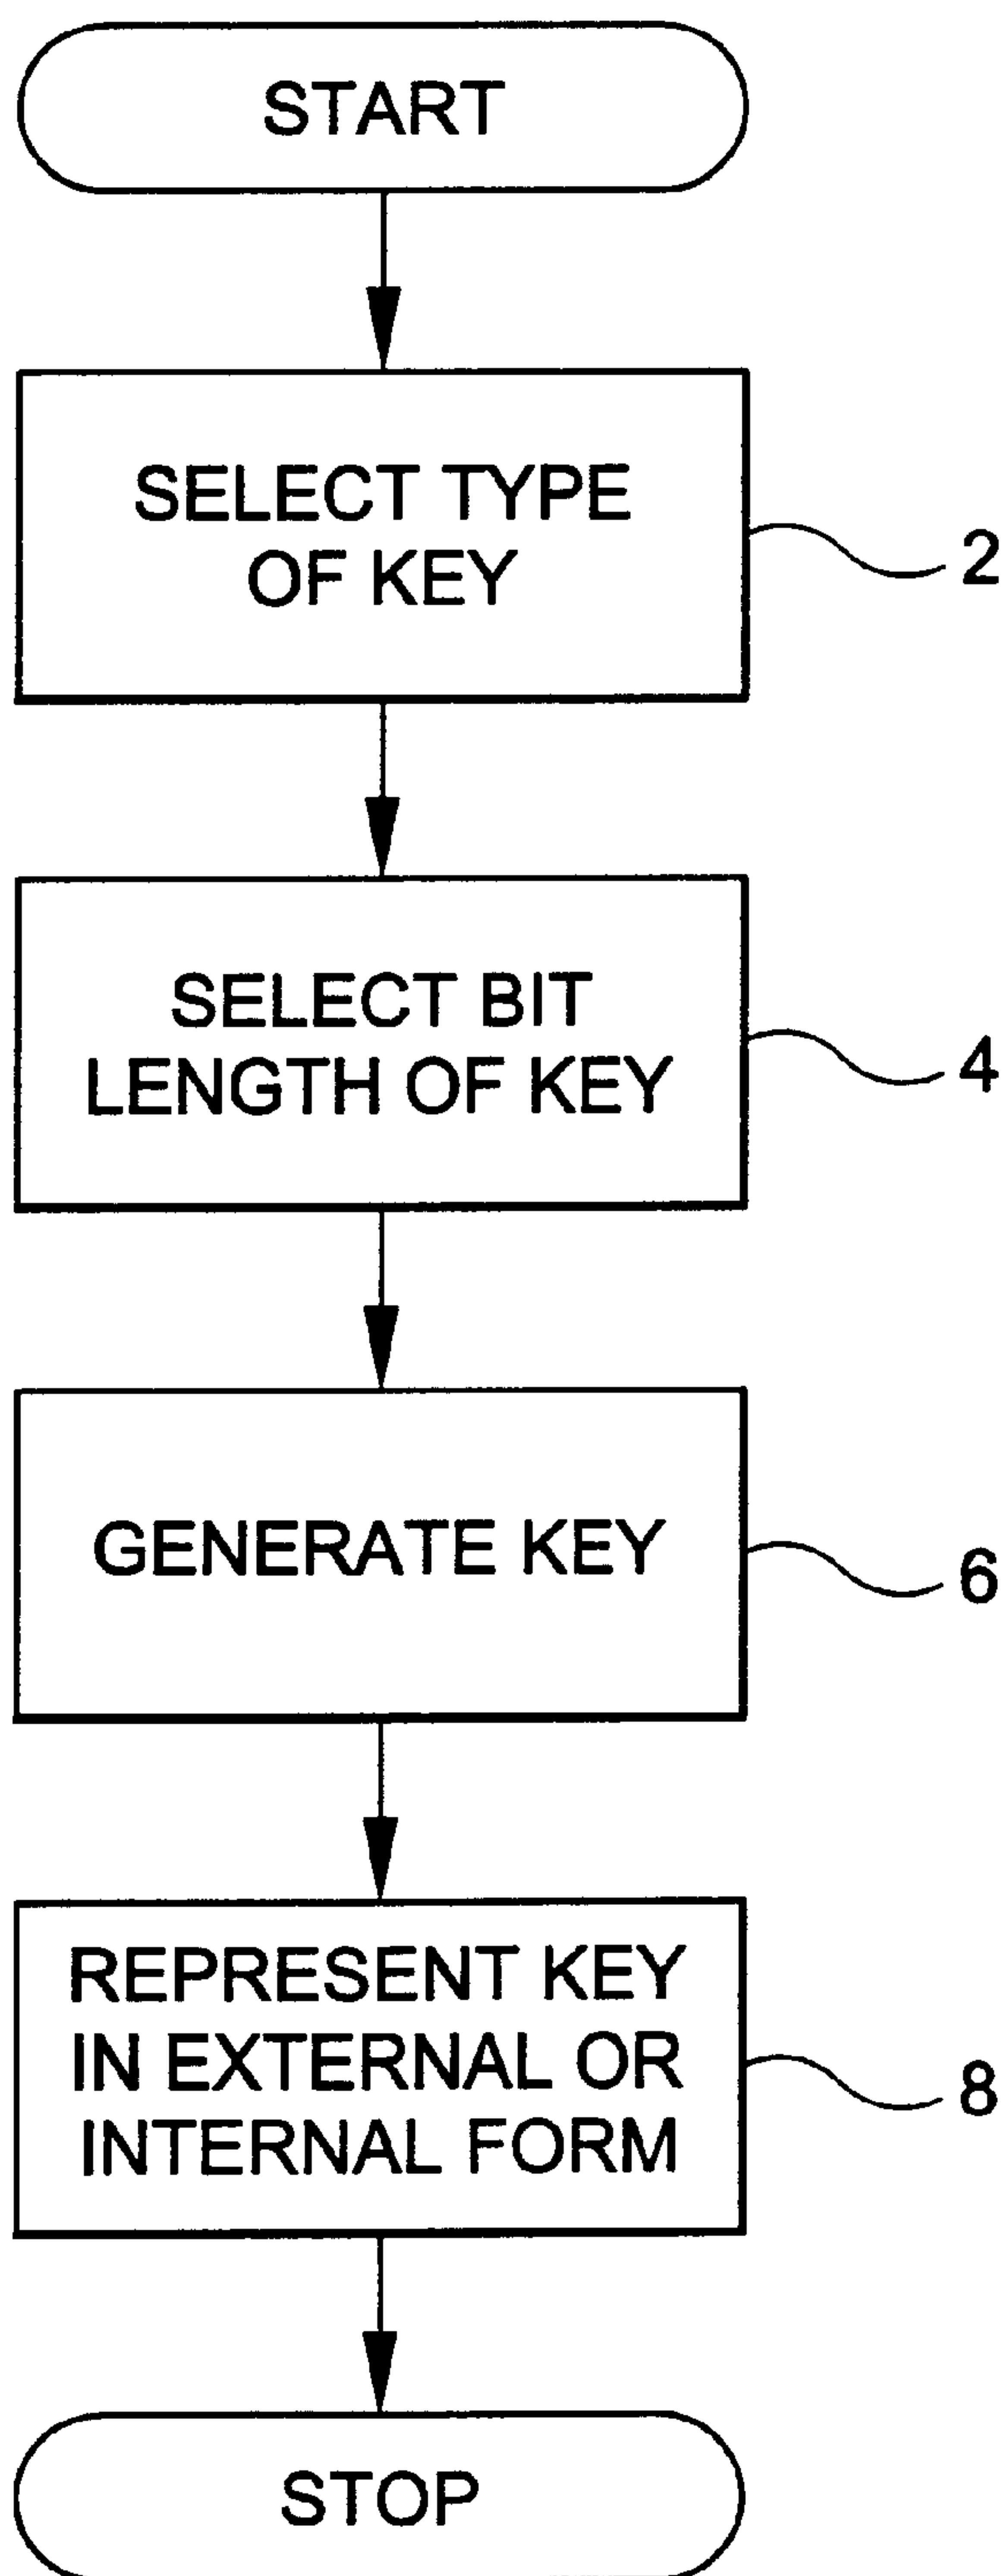 START
SELECT TYPE
OF KEY
2
SELECT BIT
LENGTH OF KEY
4
GENERATE KEY
6
REPRESENT KEY
IN EXTERNAL OR
INTERNAL FORM
8
STOP